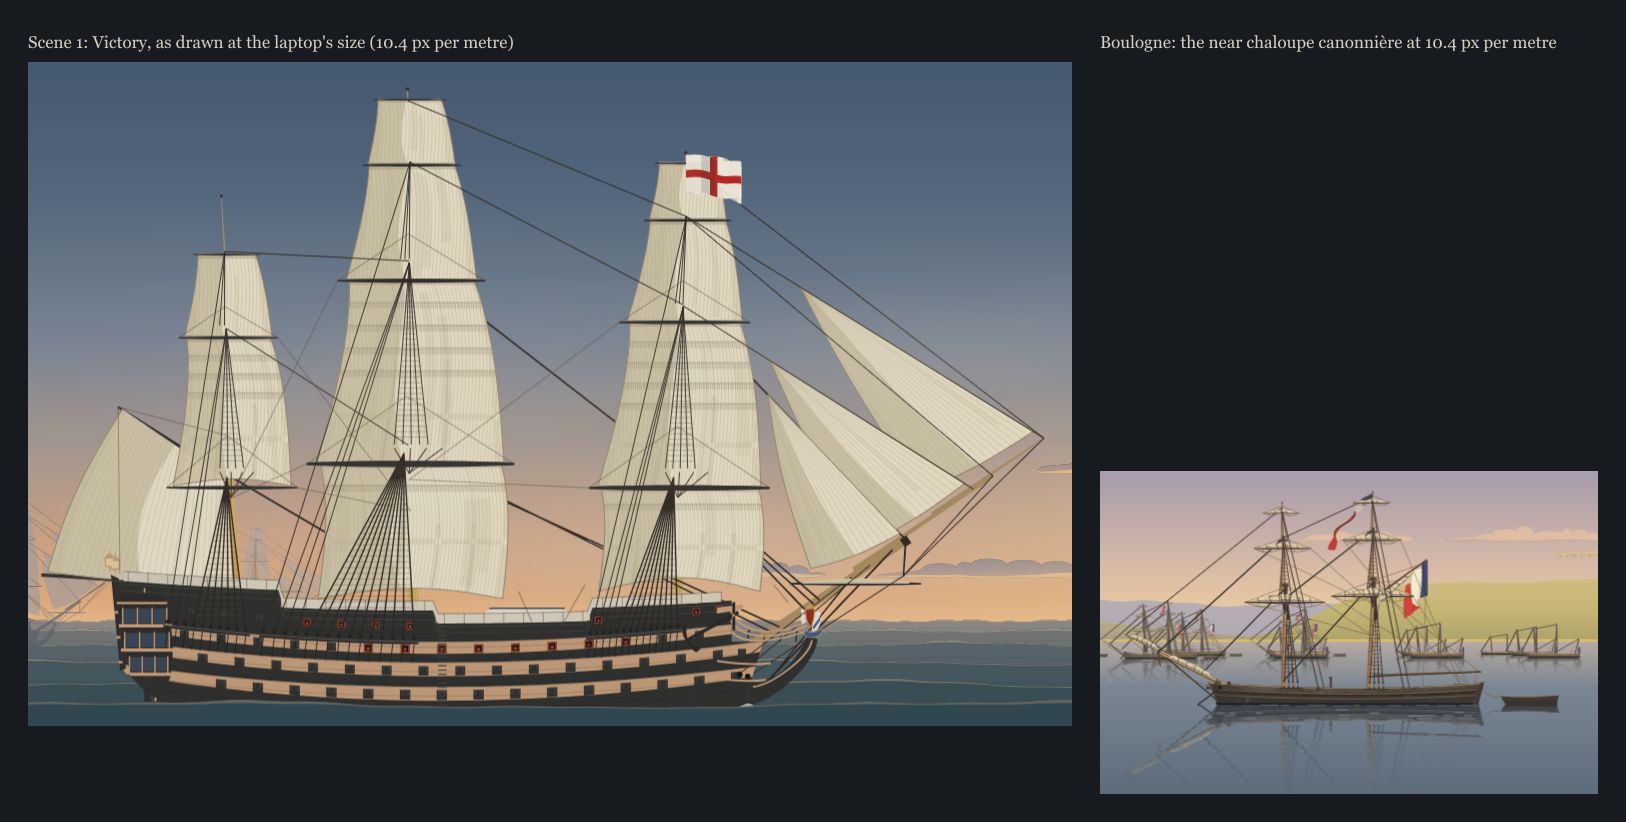 Scene 1: Victory, as drawn at the laptop's size (10.4 px per metre)
Boulogne: the near chaloupe canonnière at 10.4 px per metre